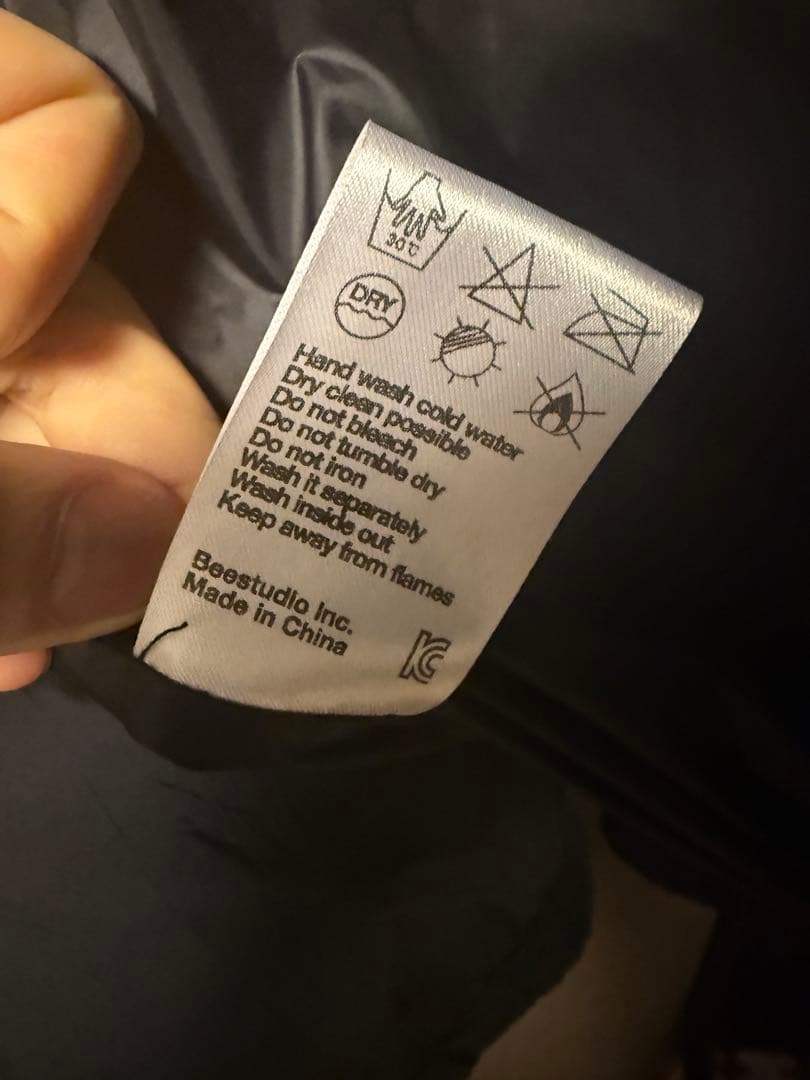 30℃
DRY
Hand wash cold water
Dry clean possible
Do not bleach
Do not tumble dry
Do not iron
Wash it separately
Wash inside out
Keep away from flames
Beestudio Inc.
Made in China
KC